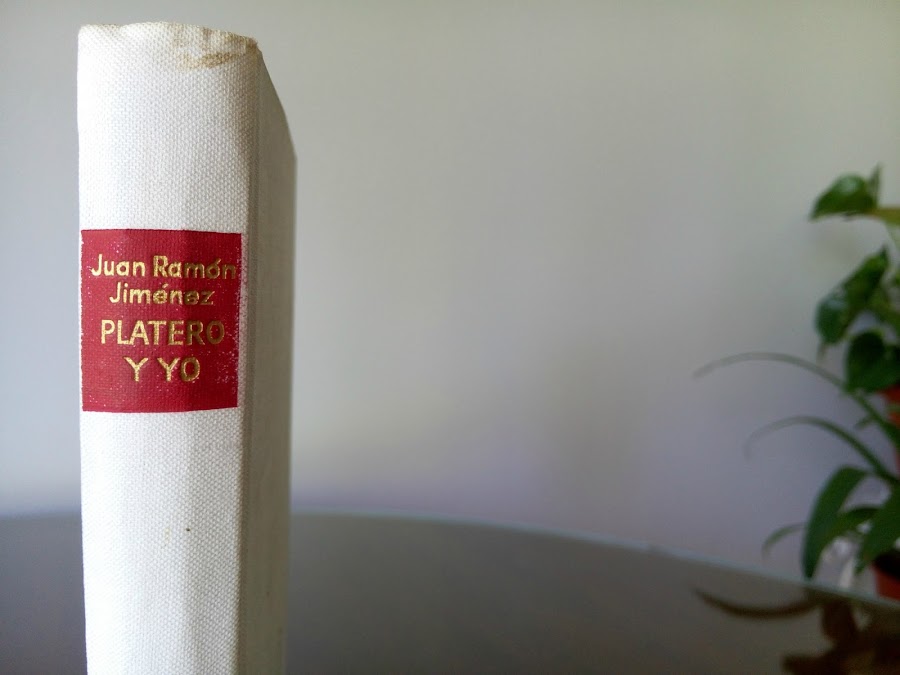 Juan Ramón
Jiménez
PLATERO
Y YO